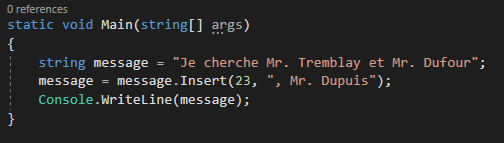 0 references
static void Main(string[] args)
{
string message = "Je cherche Mr. Tremblay et Mr. Dufour";
message = message.Insert(23, ", Mr. Dupuis");
Console.WriteLine(message);
}